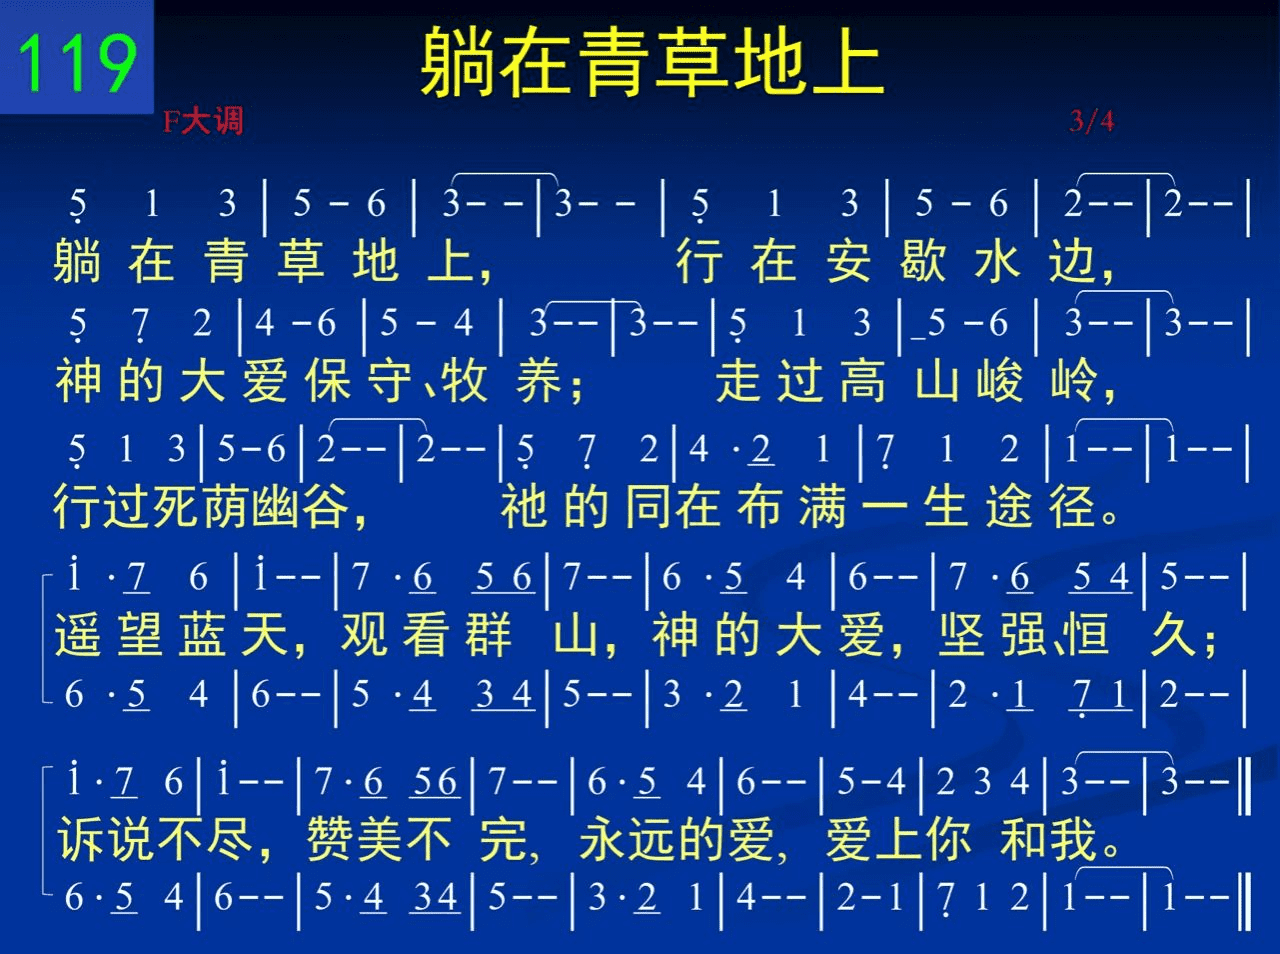 119
躺在青草地上
F大调
3/4
5̣ 1 3 | 5 - 6 | 3 - - | 3 - - | 5̣ 1 3 | 5 - 6 | 2 - - | 2 - - |
躺在青草地上， 行在安歇水边，
5̣ 7̣ 2 | 4 - 6 | 5 - 4 | 3 - - | 3 - - | 5̣ 1 3 | _5 - 6 | 3 - - | 3 - - |
神的大爱保守、牧养； 走过高山峻岭，
5̣ 1 3 | 5 - 6 | 2 - - | 2 - - | 5̣ 7̣ 2 | 4 · 2 1 | 7̣ 1 2 | 1 - - | 1 - - |
行过死荫幽谷， 祂的同在布满一生途径。
i · 7 6 | i - - | 7 · 6 5 6 | 7 - - | 6 · 5 4 | 6 - - | 7 · 6 5 4 | 5 - - |
遥望蓝天，观看群山，神的大爱，坚强、恒久；
6 · 5 4 | 6 - - | 5 · 4 3 4 | 5 - - | 3 · 2 1 | 4 - - | 2 · 1 7̣ 1 | 2 - - |
i · 7 6 | i - - | 7 · 6 5 6 | 7 - - | 6 · 5 4 | 6 - - | 5 - 4 | 2 3 4 | 3 - - | 3 - - ‖
诉说不尽，赞美不完，永远的爱，爱上你和我。
6 · 5 4 | 6 - - | 5 · 4 3 4 | 5 - - | 3 · 2 1 | 4 - - | 2 - 1 | 7̣ 1 2 | 1 - - | 1 - - ‖